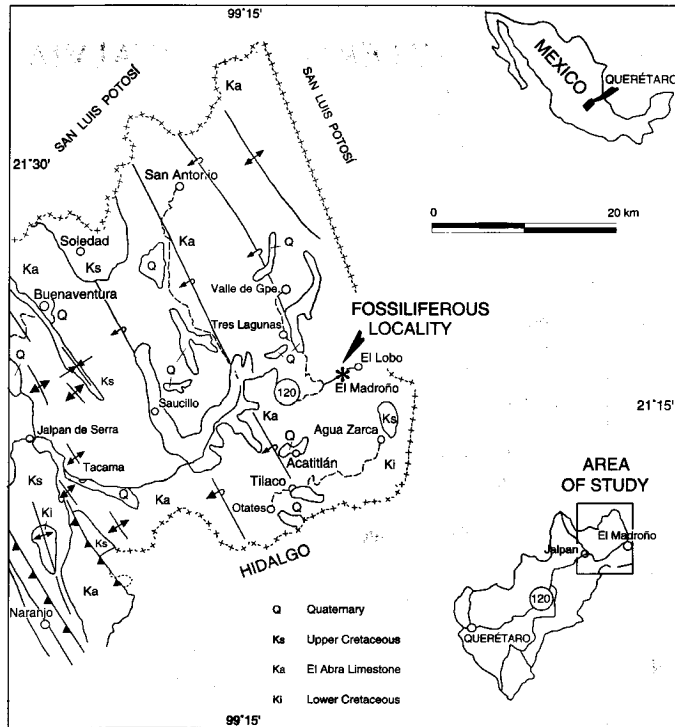 99°15'
SAN LUIS POTOSÍ
SAN LUIS POTOSÍ
Ka
MEXICO
QUERÉTARO
21°30'
San Antonio
0 20 km
Soledad
Ks
Ka
Q
Q
Ka
Valle de Gpe.
Buenaventura
Q
Tres Lagunas
FOSSILIFEROUS
LOCALITY
Q
Q
Q
El Lobo
Ks
120
El Madroño
Saucillo
Ka
Ks
21°15'
Jalpan de Serra
Q
Agua Zarca
Tacama
Acatitlán
Ki
AREA
OF STUDY
Ks
Q
Ka
Tilaco
Ki
Otates
Q
El Madroño
Jalpan
Ks
HIDALGO
Ka
120
Naranjo
QUERÉTARO
Q Quaternary
Ks Upper Cretaceous
Ka El Abra Limestone
Ki Lower Cretaceous
99°15'